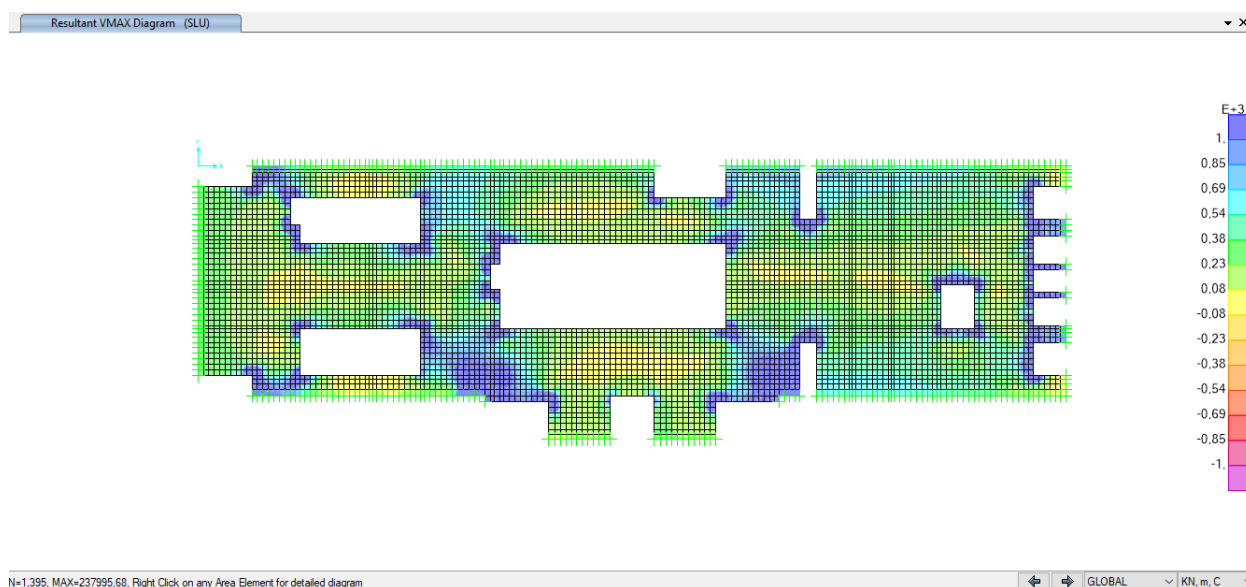 Resultant VMAX Diagram (SLU)
E+3
1.
0.85
0.69
0.54
0.38
0.23
0.08
-0.08
-0.23
-0.38
-0.54
-0.69
-0.85
-1.
N=1.395, MAX=237995.68, Right Click on any Area Element for detailed diagram
GLOBAL
KN, m, C